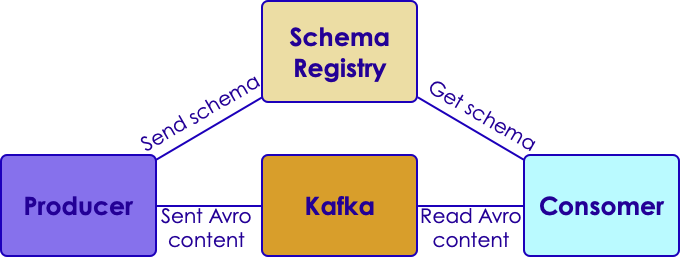 Schema
Registry
Send schema
Get schema
Producer
Sent Avro
content
Kafka
Read Avro
content
Consomer